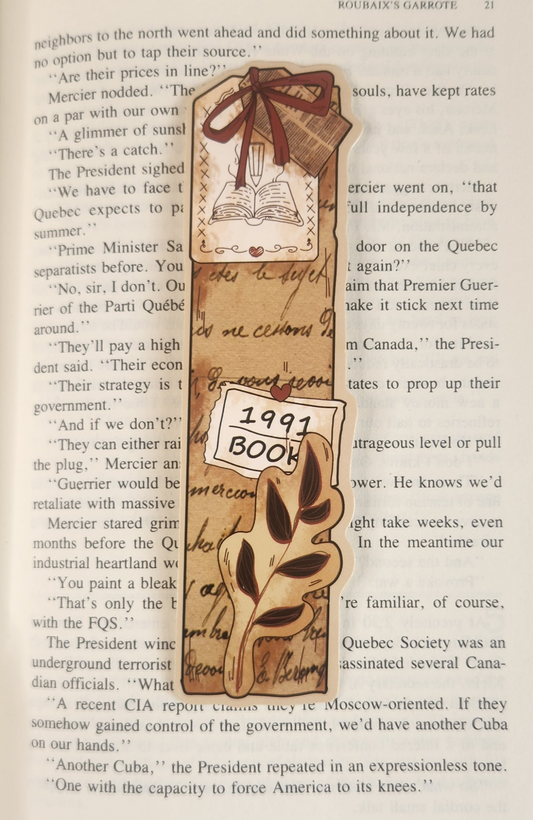 ROUBAIX'S GARROTE 21
neighbors to the north went ahead and did something about it. We had
no option but to tap their source.''
``Are their prices in line?''
Mercier nodded. ``The souls, have kept rates
on a par with our own
``A glimmer of
``There's a catch.''
The President sighed
``We have to face ercier went on, ``that
Quebec expects to full independence by
summer.''
``Prime Minister door on the Quebec
separatists before. You t again?''
``No, sir, I don't. aim that Premier Guer-
rier of the Parti Québé make it stick next time
around.''
``They'll pay a high m Canada,'' the Presi-
dent said. ``Their econ .''
``Their strategy is t tates to prop up their
government.''
``And if we don't?''
``They can either rai utrageous level or pull
the plug,'' Mercier
``Guerrier would be ower. He knows we'd
retaliate with massive
Mercier stared grim ght take weeks, even
months before the In the meantime our
industrial heartland
``You paint a bleak
``That's only the 're familiar, of course,
with the FQS.''
The President winc Quebec Society was an
underground terrorist sassinated several Cana-
dian officials. ``What
``A recent CIA report claims they're Moscow-oriented. If they
somehow gained control of the government, we'd have another Cuba
on our hands.''
``Another Cuba,'' the President repeated in an expressionless tone.
``One with the capacity to force America to its knees.''
le sujet
ne cessons de
1991
BOOK